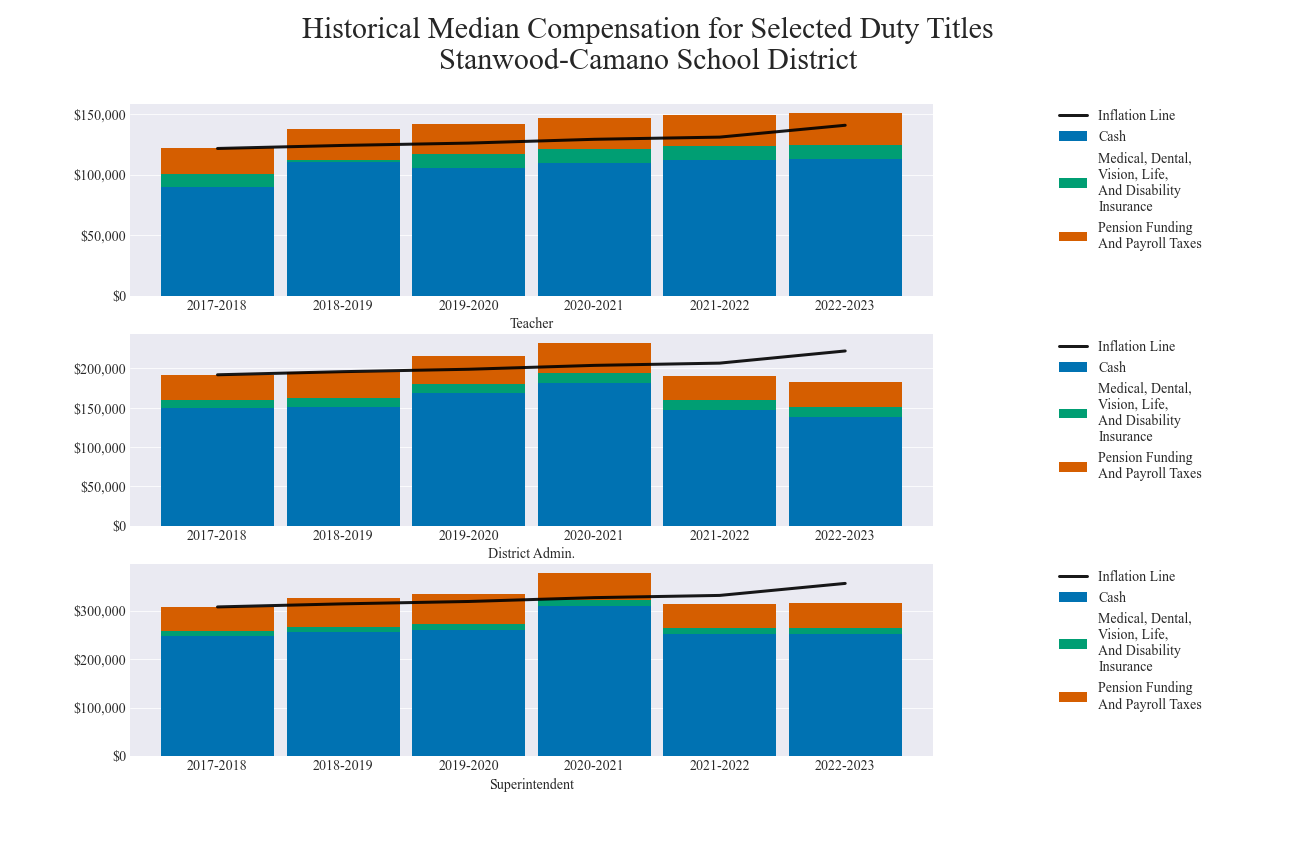 Historical Median Compensation for Selected Duty Titles
Stanwood-Camano School District
$150,000
$100,000
$50,000
$0
2017-2018
2018-2019
2019-2020
2020-2021
2021-2022
2022-2023
Teacher
Inflation Line
Cash
Medical, Dental,
Vision, Life,
And Disability
Insurance
Pension Funding
And Payroll Taxes
$200,000
$150,000
$100,000
$50,000
$0
2017-2018
2018-2019
2019-2020
2020-2021
2021-2022
2022-2023
District Admin.
Inflation Line
Cash
Medical, Dental,
Vision, Life,
And Disability
Insurance
Pension Funding
And Payroll Taxes
$300,000
$200,000
$100,000
$0
2017-2018
2018-2019
2019-2020
2020-2021
2021-2022
2022-2023
Superintendent
Inflation Line
Cash
Medical, Dental,
Vision, Life,
And Disability
Insurance
Pension Funding
And Payroll Taxes